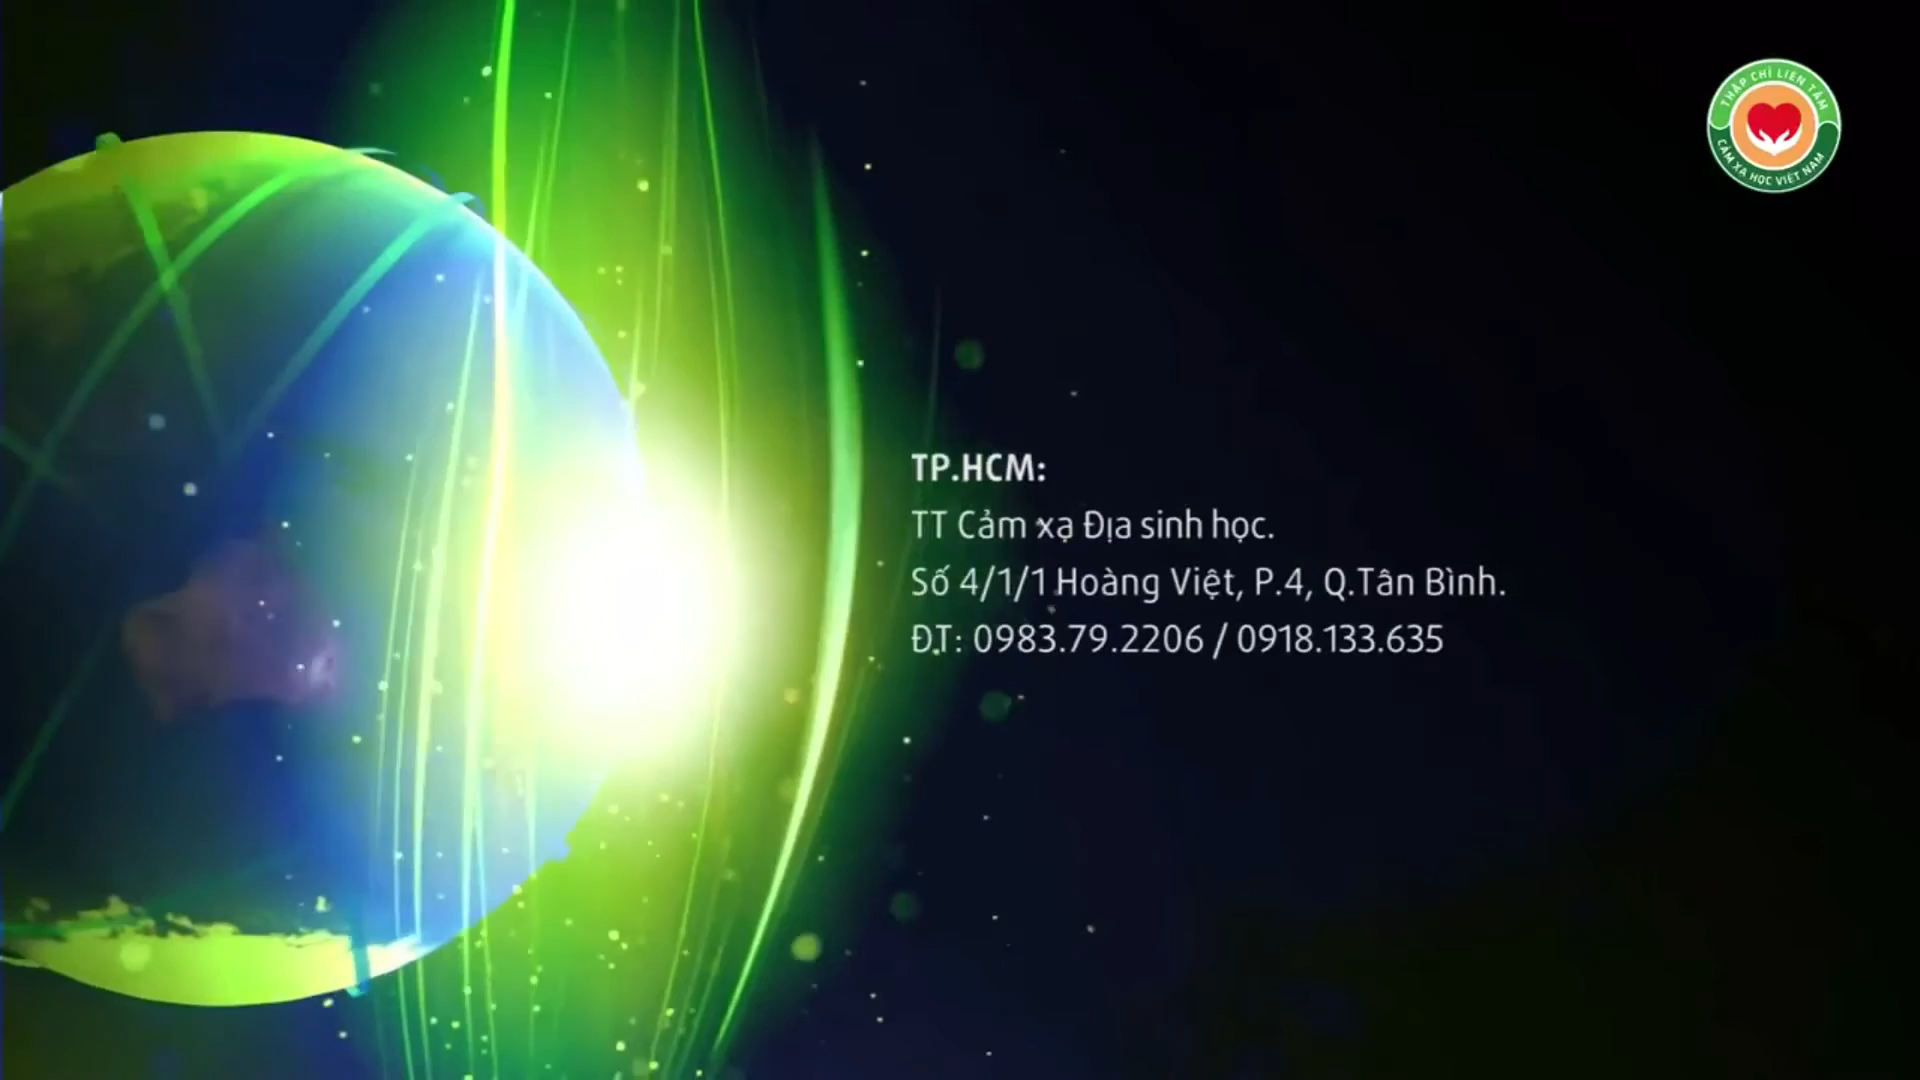 THẬP CHỈ LIÊN TÂM
CẢM XẠ HỌC VIỆT NAM
TP.HCM:
TT Cảm xạ Địa sinh học.
Số 4/1/1 Hoàng Việt, P.4, Q.Tân Bình.
ĐT: 0983.79.2206 / 0918.133.635